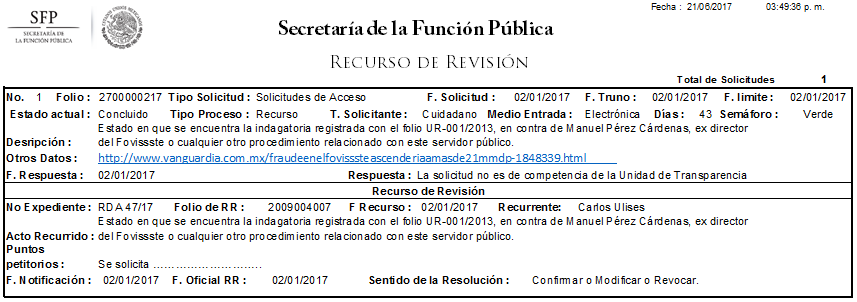 Fecha : 21/06/2017 03:49:36 p. m.
SFP
SECRETARÍA DE
LA FUNCIÓN PÚBLICA
Secretaría de la Función Pública
RECURSO DE REVISIÓN
Total de Solicitudes 1
No. 1 Folio : 2700000217 Tipo Solicitud : Solicitudes de Acceso F. Solicitud : 02/01/2017 F. Truno : 02/01/2017 F. limite : 02/01/2017
Estado actual : Concluido Tipo Proceso : Recurso T. Solicitante : Cuidadano Medio Entrada : Electrónica Días : 43 Semáforo : Verde
Estado en que se encuentra la indagatoria registrada con el folio UR-001/2013, en contra de Manuel Pérez Cárdenas, ex director
Desripción : del Fovissste o cualquier otro procedimiento relacionado con este servidor público.
Otros Datos : http://www.vanguardia.com.mx/fraudeenelfovisssteascenderiaamasde21mmdp-1848339.html
F. Respuesta : 02/01/2017 Respuesta : La solicitud no es de competencia de la Unidad de Transparencia
Recurso de Revisión
No Expediente : RDA 47/17 Folio de RR : 2009004007 F Recurso : 02/01/2017 Recurrente: Carlos Ulises
Estado en que se encuentra la indagatoria registrada con el folio UR-001/2013, en contra de Manuel Pérez Cárdenas, ex director
Acto Recurrido : del Fovissste o cualquier otro procedimiento relacionado con este servidor público.
Puntos
petitorios : Se solicita ...........................
F. Notificación : 02/01/2017 F. Oficial RR : 02/01/2017 Sentido de la Resolución : Confirmar o Modificar o Revocar.